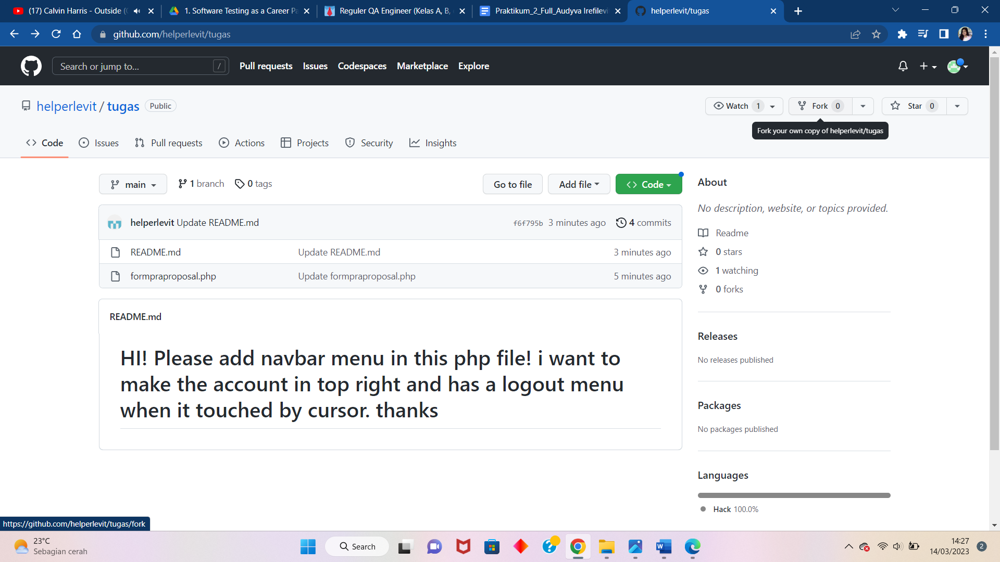 (17) Calvin Harris - Outside (
1. Software Testing as a Career Pa
Reguler QA Engineer (Kelas A, B,
Praktikum_2_Full_Audyva Irefilevi
helperlevit/tugas
github.com/helperlevit/tugas
Search or jump to... /
Pull requests Issues Codespaces Marketplace Explore
helperlevit / tugas Public
Watch 1 Fork 0 Star 0
Fork your own copy of helperlevit/tugas
Code Issues Pull requests Actions Projects Security Insights
main 1 branch 0 tags Go to file Add file Code
helperlevit Update README.md f6f795b 3 minutes ago 4 commits
README.md Update README.md 3 minutes ago
formpraproposal.php Update formpraproposal.php 5 minutes ago
README.md
HI! Please add navbar menu in this php file! i want to
make the account in top right and has a logout menu
when it touched by cursor. thanks
About
No description, website, or topics provided.
Readme
0 stars
1 watching
0 forks
Releases
No releases published
Packages
No packages published
Languages
Hack 100.0%
https://github.com/helperlevit/tugas/fork
23°C
Sebagian cerah
Search
14:27
14/03/2023
2